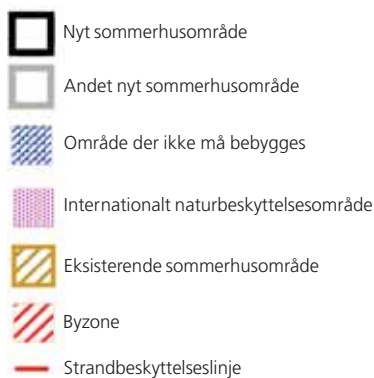 Nyt sommerhusområde
Andet nyt sommerhusområde
Område der ikke må bebygges
Internationalt naturbeskyttelsesområde
Eksisterende sommerhusområde
Byzone
Strandbeskyttelseslinje